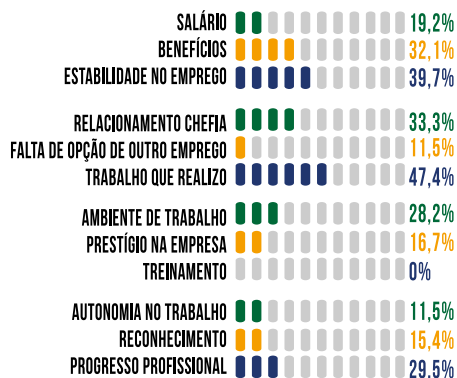 SALÁRIO 19,2%
BENEFÍCIOS 32,1%
ESTABILIDADE NO EMPREGO 39,7%
RELACIONAMENTO CHEFIA 33,3%
FALTA DE OPÇÃO DE OUTRO EMPREGO 11,5%
TRABALHO QUE REALIZO 47,4%
AMBIENTE DE TRABALHO 28,2%
PRESTÍGIO NA EMPRESA 16,7%
TREINAMENTO 0%
AUTONOMIA NO TRABALHO 11,5%
RECONHECIMENTO 15,4%
PROGRESSO PROFISSIONAL 29.5%